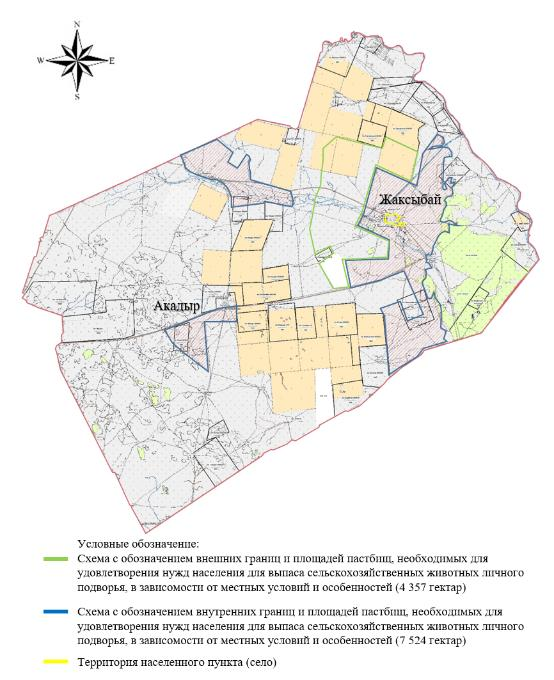 N
W
E
S
Жаксыбай
Акадыр
Условные обозначение:
Схема с обозначением внешних границ и площадей пастбищ, необходимых для
удовлетворения нужд населения для выпаса сельскохозяйственных животных личного
подворья, в зависимости от местных условий и особенностей (4 357 гектар)
Схема с обозначением внутренних границ и площадей пастбищ, необходимых для
удовлетворения нужд населения для выпаса сельскохозяйственных животных личного
подворья, в зависимости от местных условий и особенностей (7 524 гектар)
Территория населенного пункта (село)